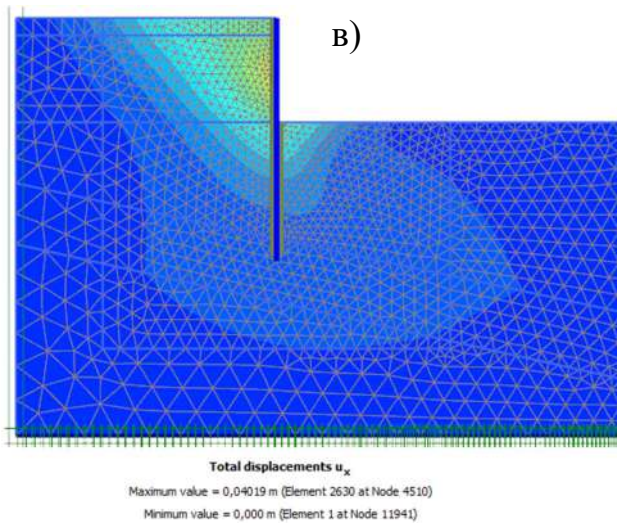 в)
Total displacements uₓ
Maximum value = 0,04019 m (Element 2630 at Node 4510)
Minimum value = 0,000 m (Element 1 at Node 11941)